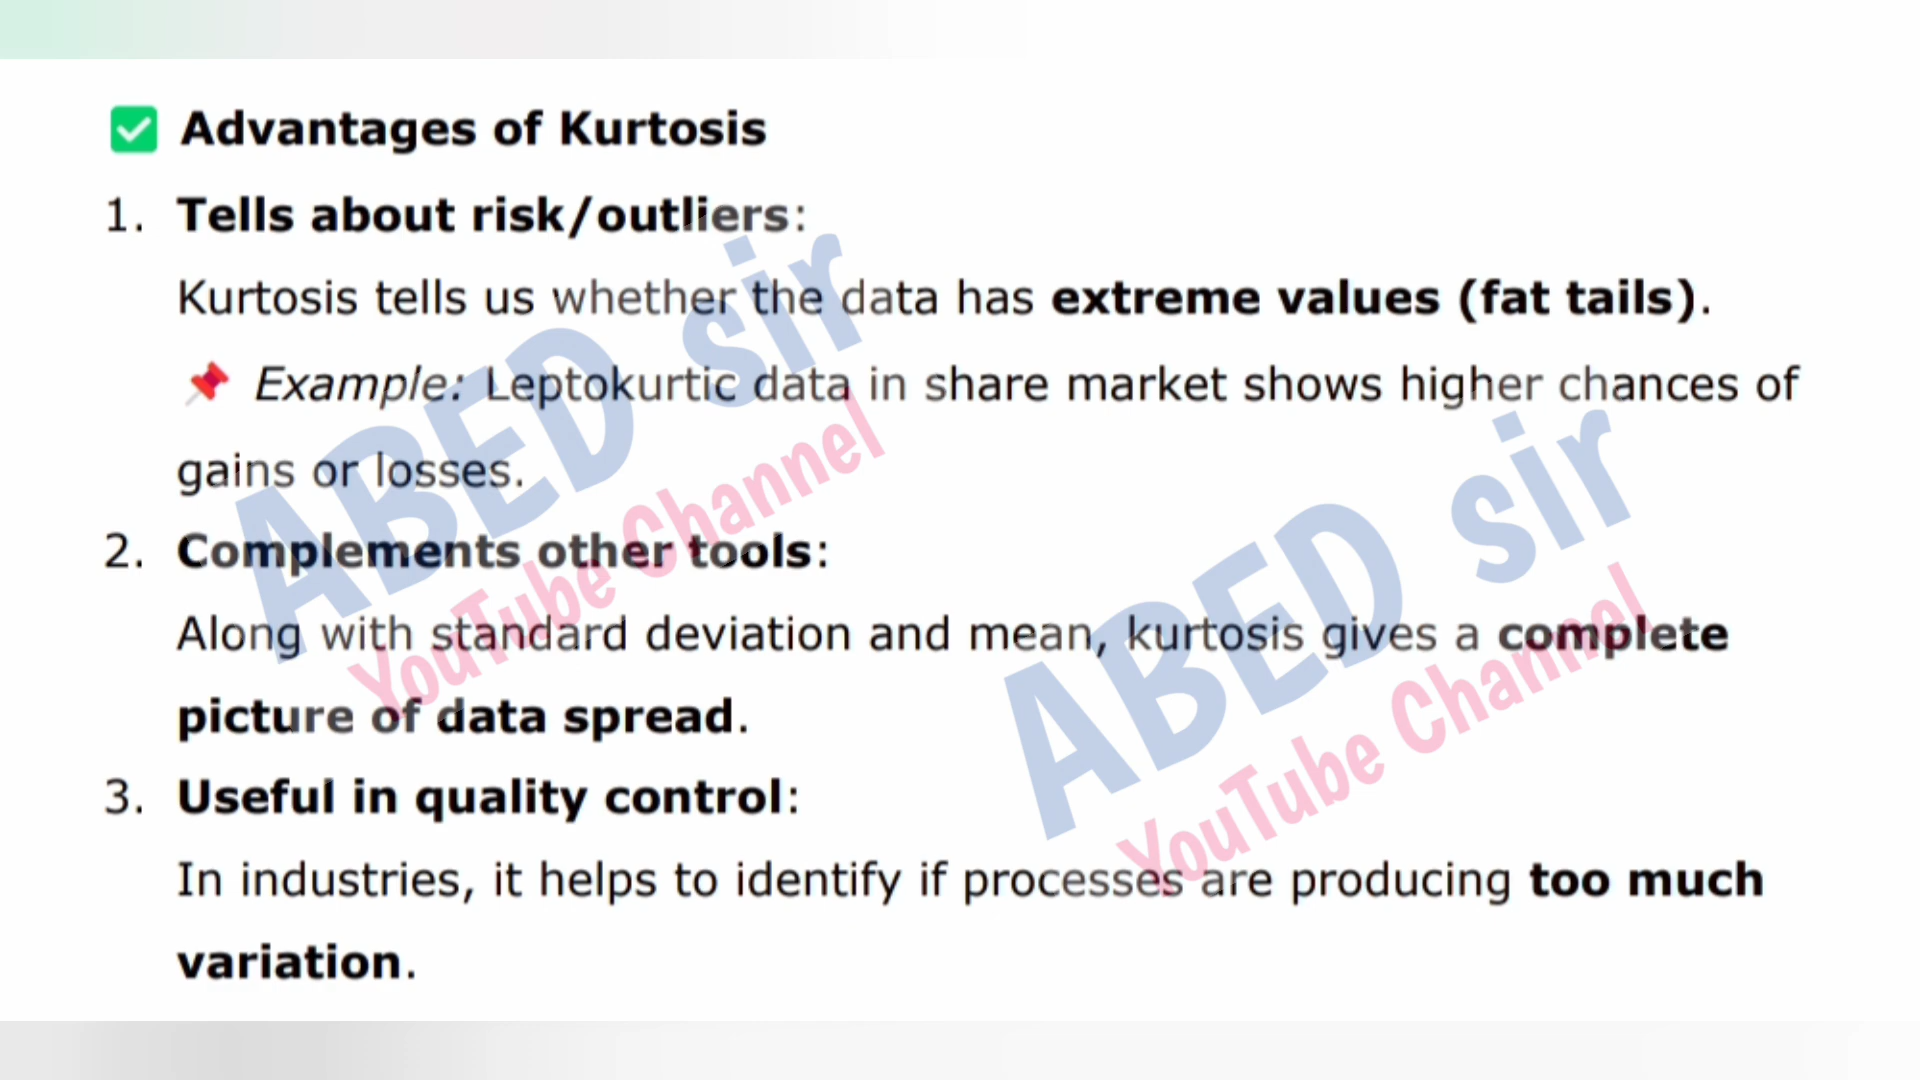 ✅ Advantages of Kurtosis
1. Tells about risk/outliers:
Kurtosis tells us whether the data has extreme values (fat tails).
📌 Example: Leptokurtic data in share market shows higher chances of
gains or losses.
2. Complements other tools:
Along with standard deviation and mean, kurtosis gives a complete
picture of data spread.
3. Useful in quality control:
In industries, it helps to identify if processes are producing too much
variation.
ABED sir
YouTube Channel
ABED sir
YouTube Channel